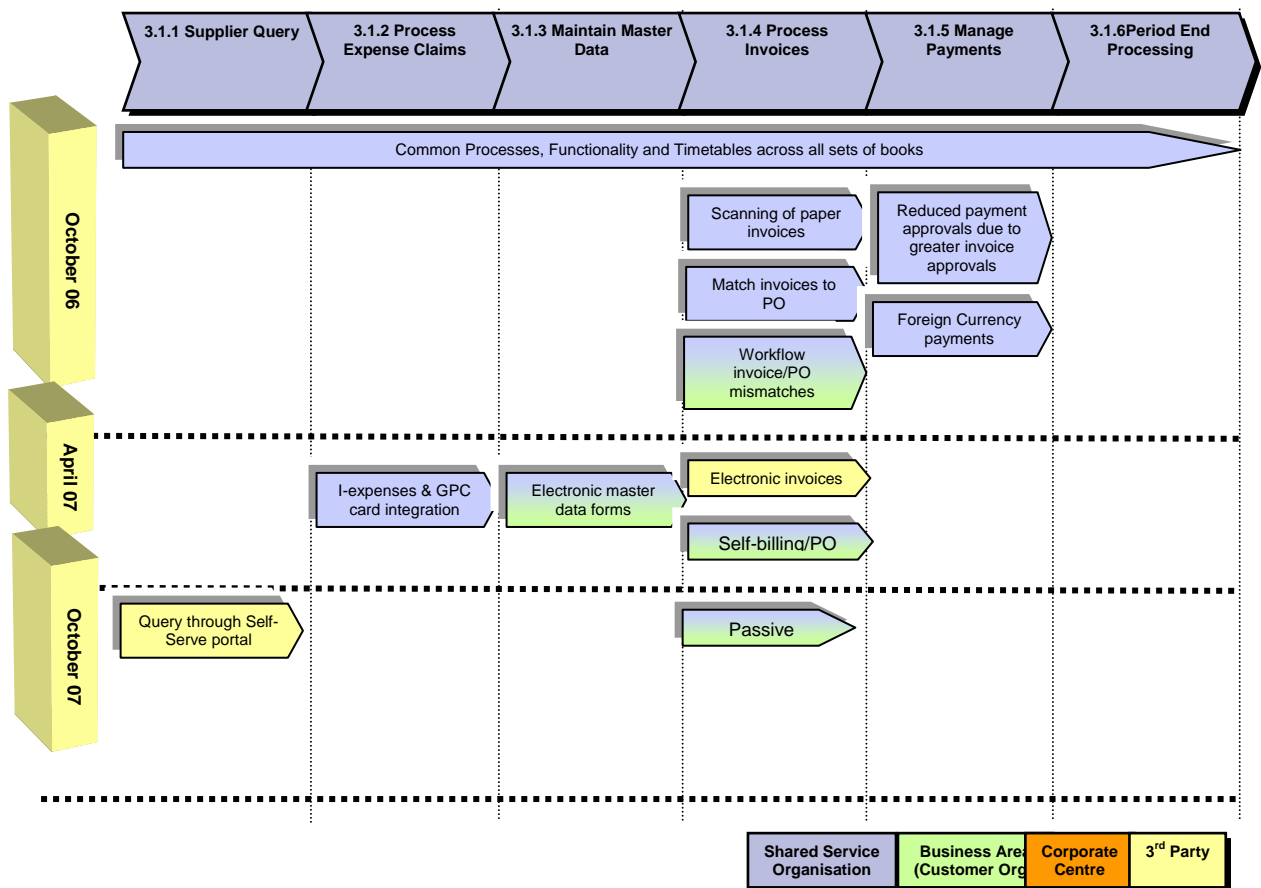 3.1.1 Supplier Query
3.1.2 Process
Expense Claims
3.1.3 Maintain Master
Data
3.1.4 Process
Invoices
3.1.5 Manage
Payments
3.1.6Period End
Processing
October 06
Common Processes, Functionality and Timetables across all sets of books
Scanning of paper
invoices
Reduced payment
approvals due to
greater invoice
approvals
Match invoices to
PO
Foreign Currency
payments
Workflow
invoice/PO
mismatches
April 07
I-expenses & GPC
card integration
Electronic master
data forms
Electronic invoices
Self-billing/PO
October 07
Query through Self-
Serve portal
Passive
Shared Service
Organisation
Business Area
(Customer Org
Corporate
Centre
3rd Party